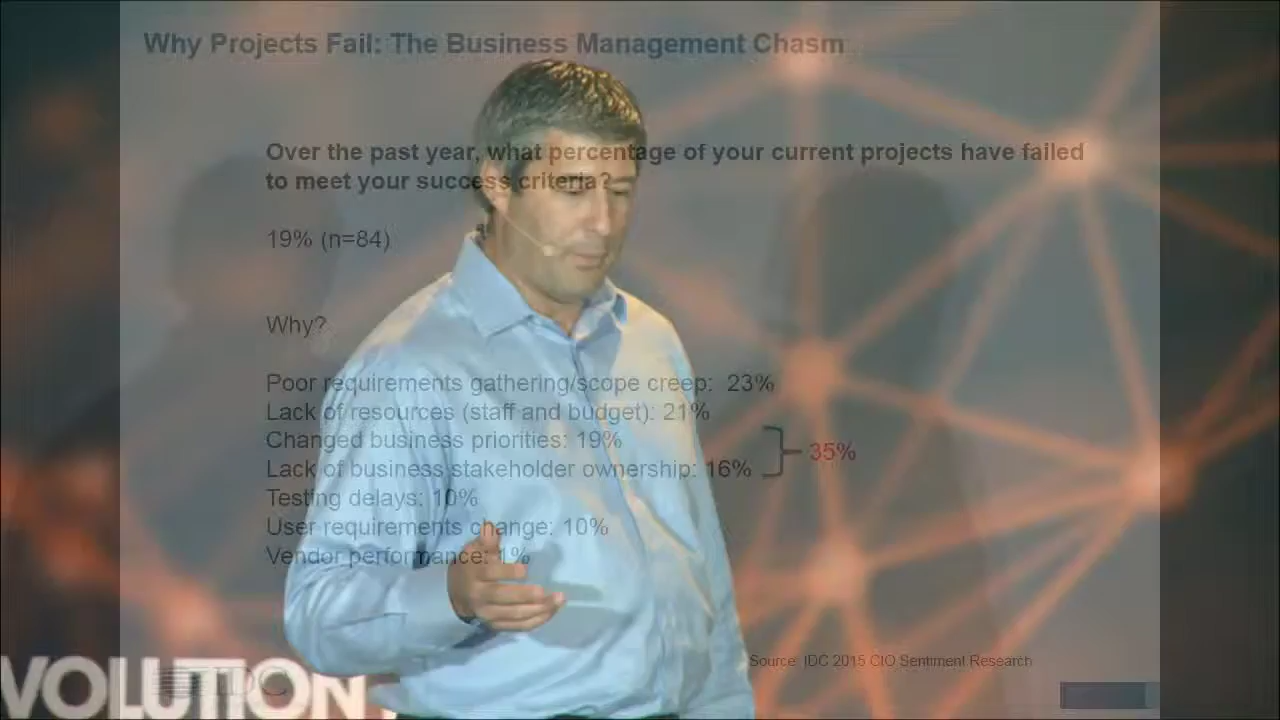 Why Projects Fail: The Business Management Chasm
Over the past year, what percentage of your current projects have failed
to meet your success criteria?
19% (n=84)
Why?
Poor requirements gathering/scope creep: 23%
Lack of resources (staff and budget): 21%
Changed business priorities: 19%
35%
Lack of business stakeholder ownership: 16%
Testing delays: 10%
User requirements change: 10%
Vendor performance: 1%
Source: IDC 2015 CIO Sentiment Research
VOLUTION
IDC